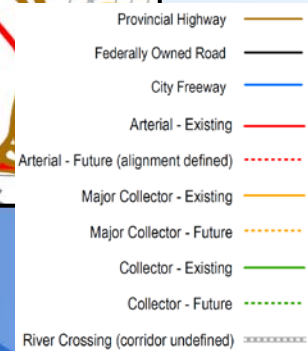 Provincial Highway
Federally Owned Road
City Freeway
Arterial - Existing
Arterial - Future (alignment defined)
Major Collector - Existing
Major Collector - Future
Collector - Existing
Collector - Future
River Crossing (corridor undefined)